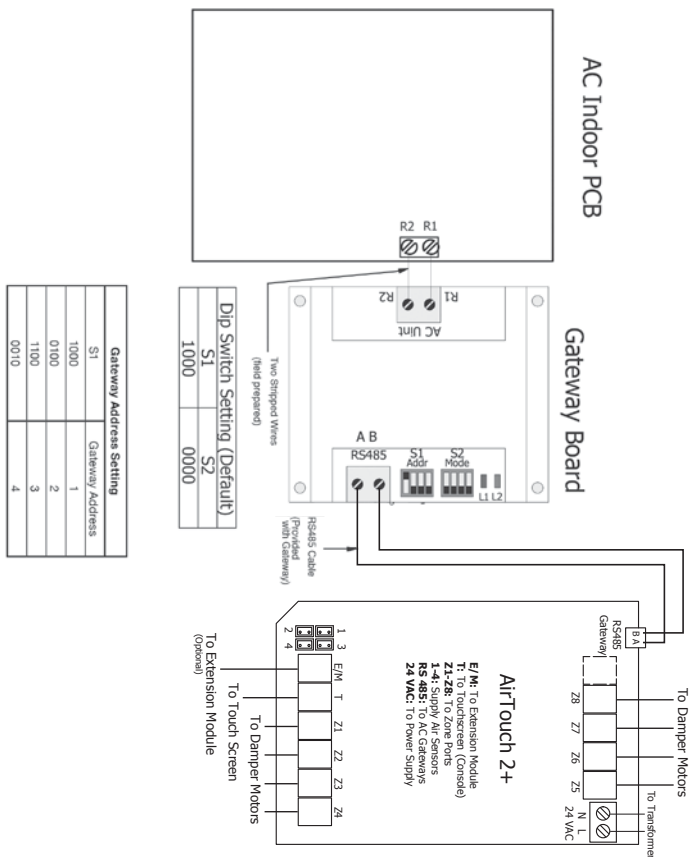 AC Indoor PCB
R2 R1
Two Stripped Wires
(field prepared)
Gateway Board
R1
R2
AC Uint
A B
RS485
S1
Addr
S2
Mode
L1 L2
RS485 Cable
(Provided
with Gateway)
Dip Switch Setting (Default)
S1 S2
1000 0000
Gateway Address Setting
S1 Gateway Address
1000 1
0100 2
1100 3
0010 4
AirTouch 2+
E/M: To Extension Module
T: To Touchscreen (Console)
Z1-Z8: To Zone Ports
1-4: Supply Air Sensors
RS 485: To AC Gateways
24 VAC: To Power Supply
B A
RS485
Gateway
Z8
Z7
Z6
Z5
N L
24 VAC
To Damper Motors
To Transformer
1
2
3
4
E/M
T
Z1
Z2
Z3
Z4
To Extension Module
(Optional)
To Touch Screen
To Damper Motors